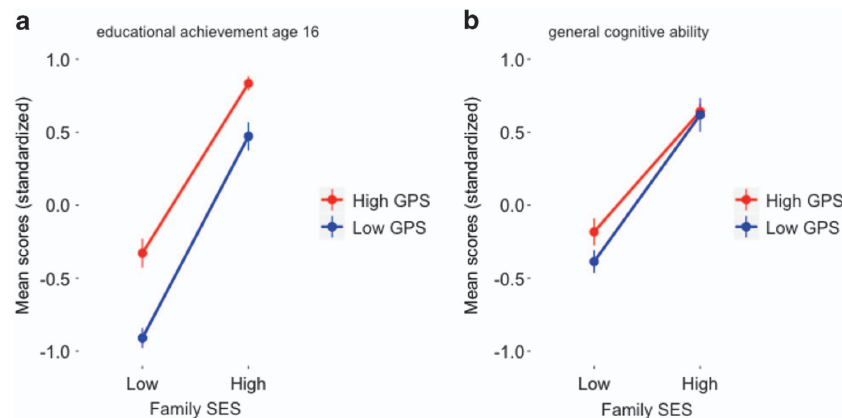 a
educational achievement age 16
1.0
0.5
0.0
-0.5
-1.0
Mean scores (standardized)
Low
High
Family SES
High GPS
Low GPS
b
general cognitive ability
1.0
0.5
0.0
-0.5
-1.0
Mean scores (standardized)
Low
High
Family SES
High GPS
Low GPS